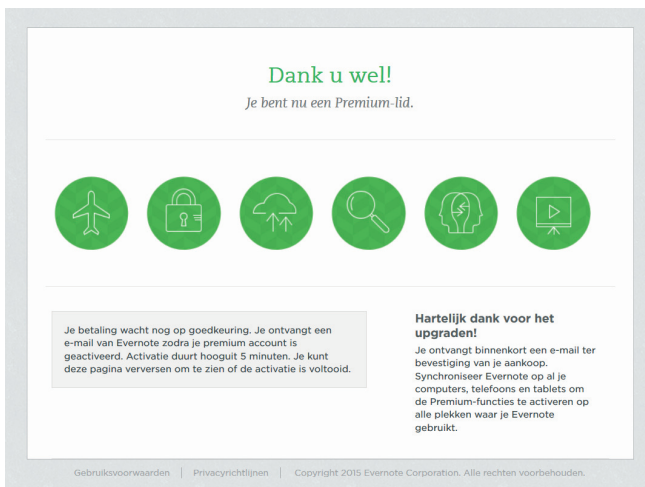 Dank u wel!
Je bent nu een Premium-lid.
Je betaling wacht nog op goedkeuring. Je ontvangt een
e-mail van Evernote zodra je premium account is
geactiveerd. Activatie duurt hooguit 5 minuten. Je kunt
deze pagina verversen om te zien of de activatie is voltooid.
Hartelijk dank voor het
upgraden!
Je ontvangt binnenkort een e-mail ter
bevestiging van je aankoop.
Synchroniseer Evernote op al je
computers, telefoons en tablets om
de Premium-functies te activeren op
alle plekken waar je Evernote
gebruikt.
Gebruiksvoorwaarden | Privacyrichtlijnen | Copyright 2015 Evernote Corporation. Alle rechten voorbehouden.